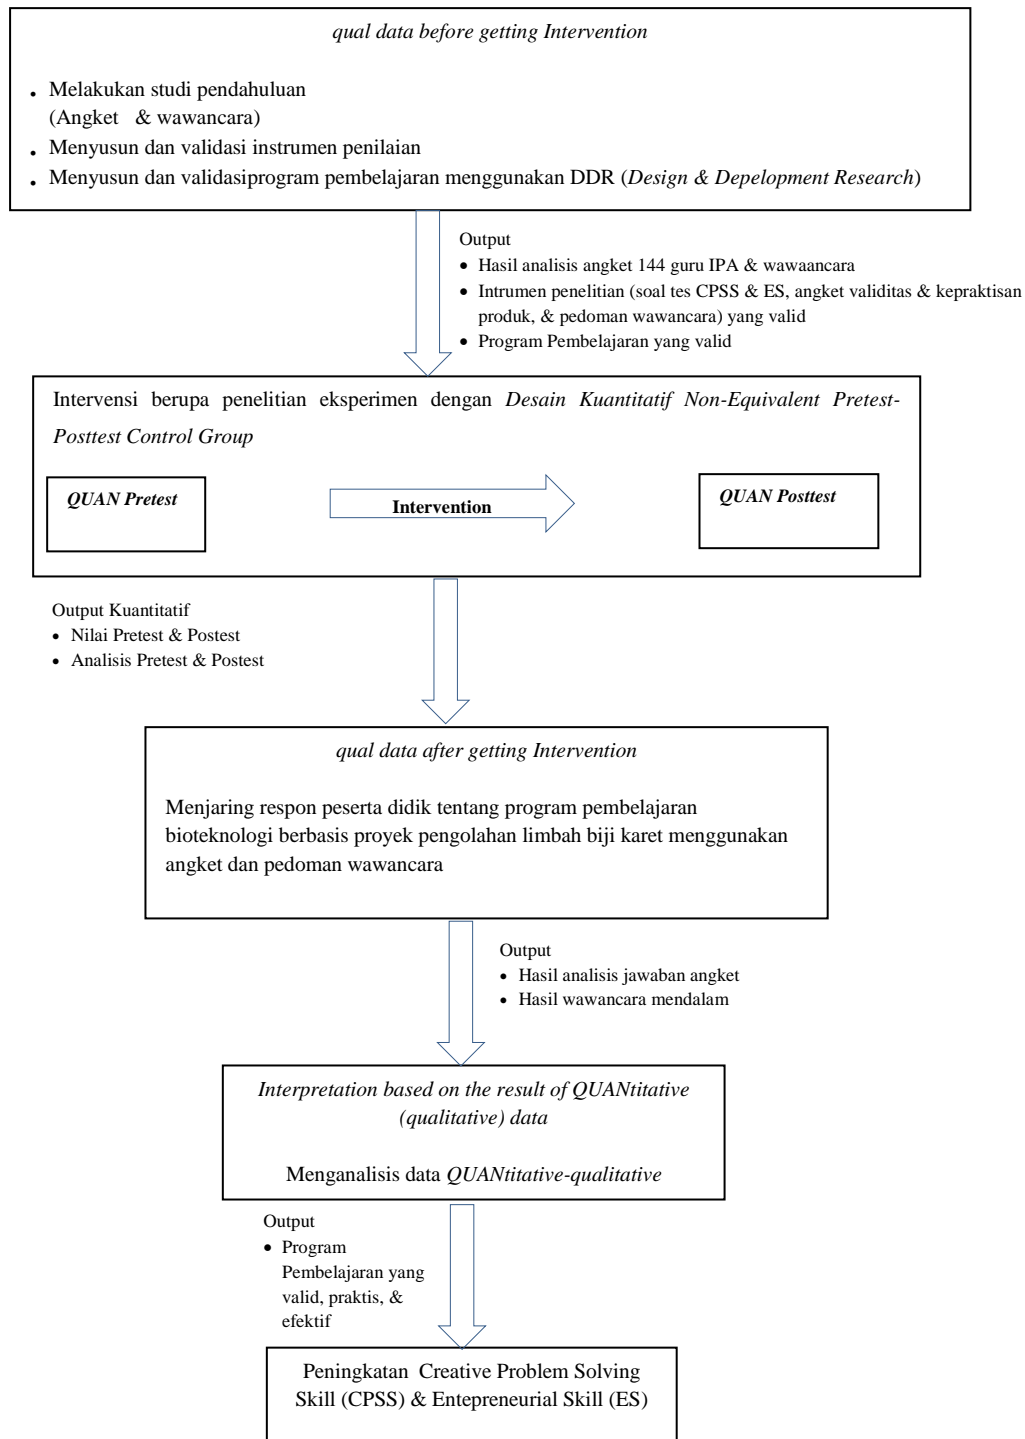 qual data before getting Intervention
• Melakukan studi pendahuluan
(Angket & wawancara)
• Menyusun dan validasi instrumen penilaian
• Menyusun dan validasiprogram pembelajaran menggunakan DDR (Design & Depelopment Research)
Output
• Hasil analisis angket 144 guru IPA & wawaancara
• Intrumen penelitian (soal tes CPSS & ES, angket validitas & kepraktisan
produk, & pedoman wawancara) yang valid
• Program Pembelajaran yang valid
Intervensi berupa penelitian eksperimen dengan Desain Kuantitatif Non-Equivalent Pretest-
Posttest Control Group
QUAN Pretest
Intervention
QUAN Posttest
Output Kuantitatif
• Nilai Pretest & Postest
• Analisis Pretest & Postest
qual data after getting Intervention
Menjaring respon peserta didik tentang program pembelajaran
bioteknologi berbasis proyek pengolahan limbah biji karet menggunakan
angket dan pedoman wawancara
Output
• Hasil analisis jawaban angket
• Hasil wawancara mendalam
Interpretation based on the result of QUANtitative
(qualitative) data
Menganalisis data QUANtitative-qualitative
Output
• Program
Pembelajaran yang
valid, praktis, &
efektif
Peningkatan Creative Problem Solving
Skill (CPSS) & Entepreneurial Skill (ES)